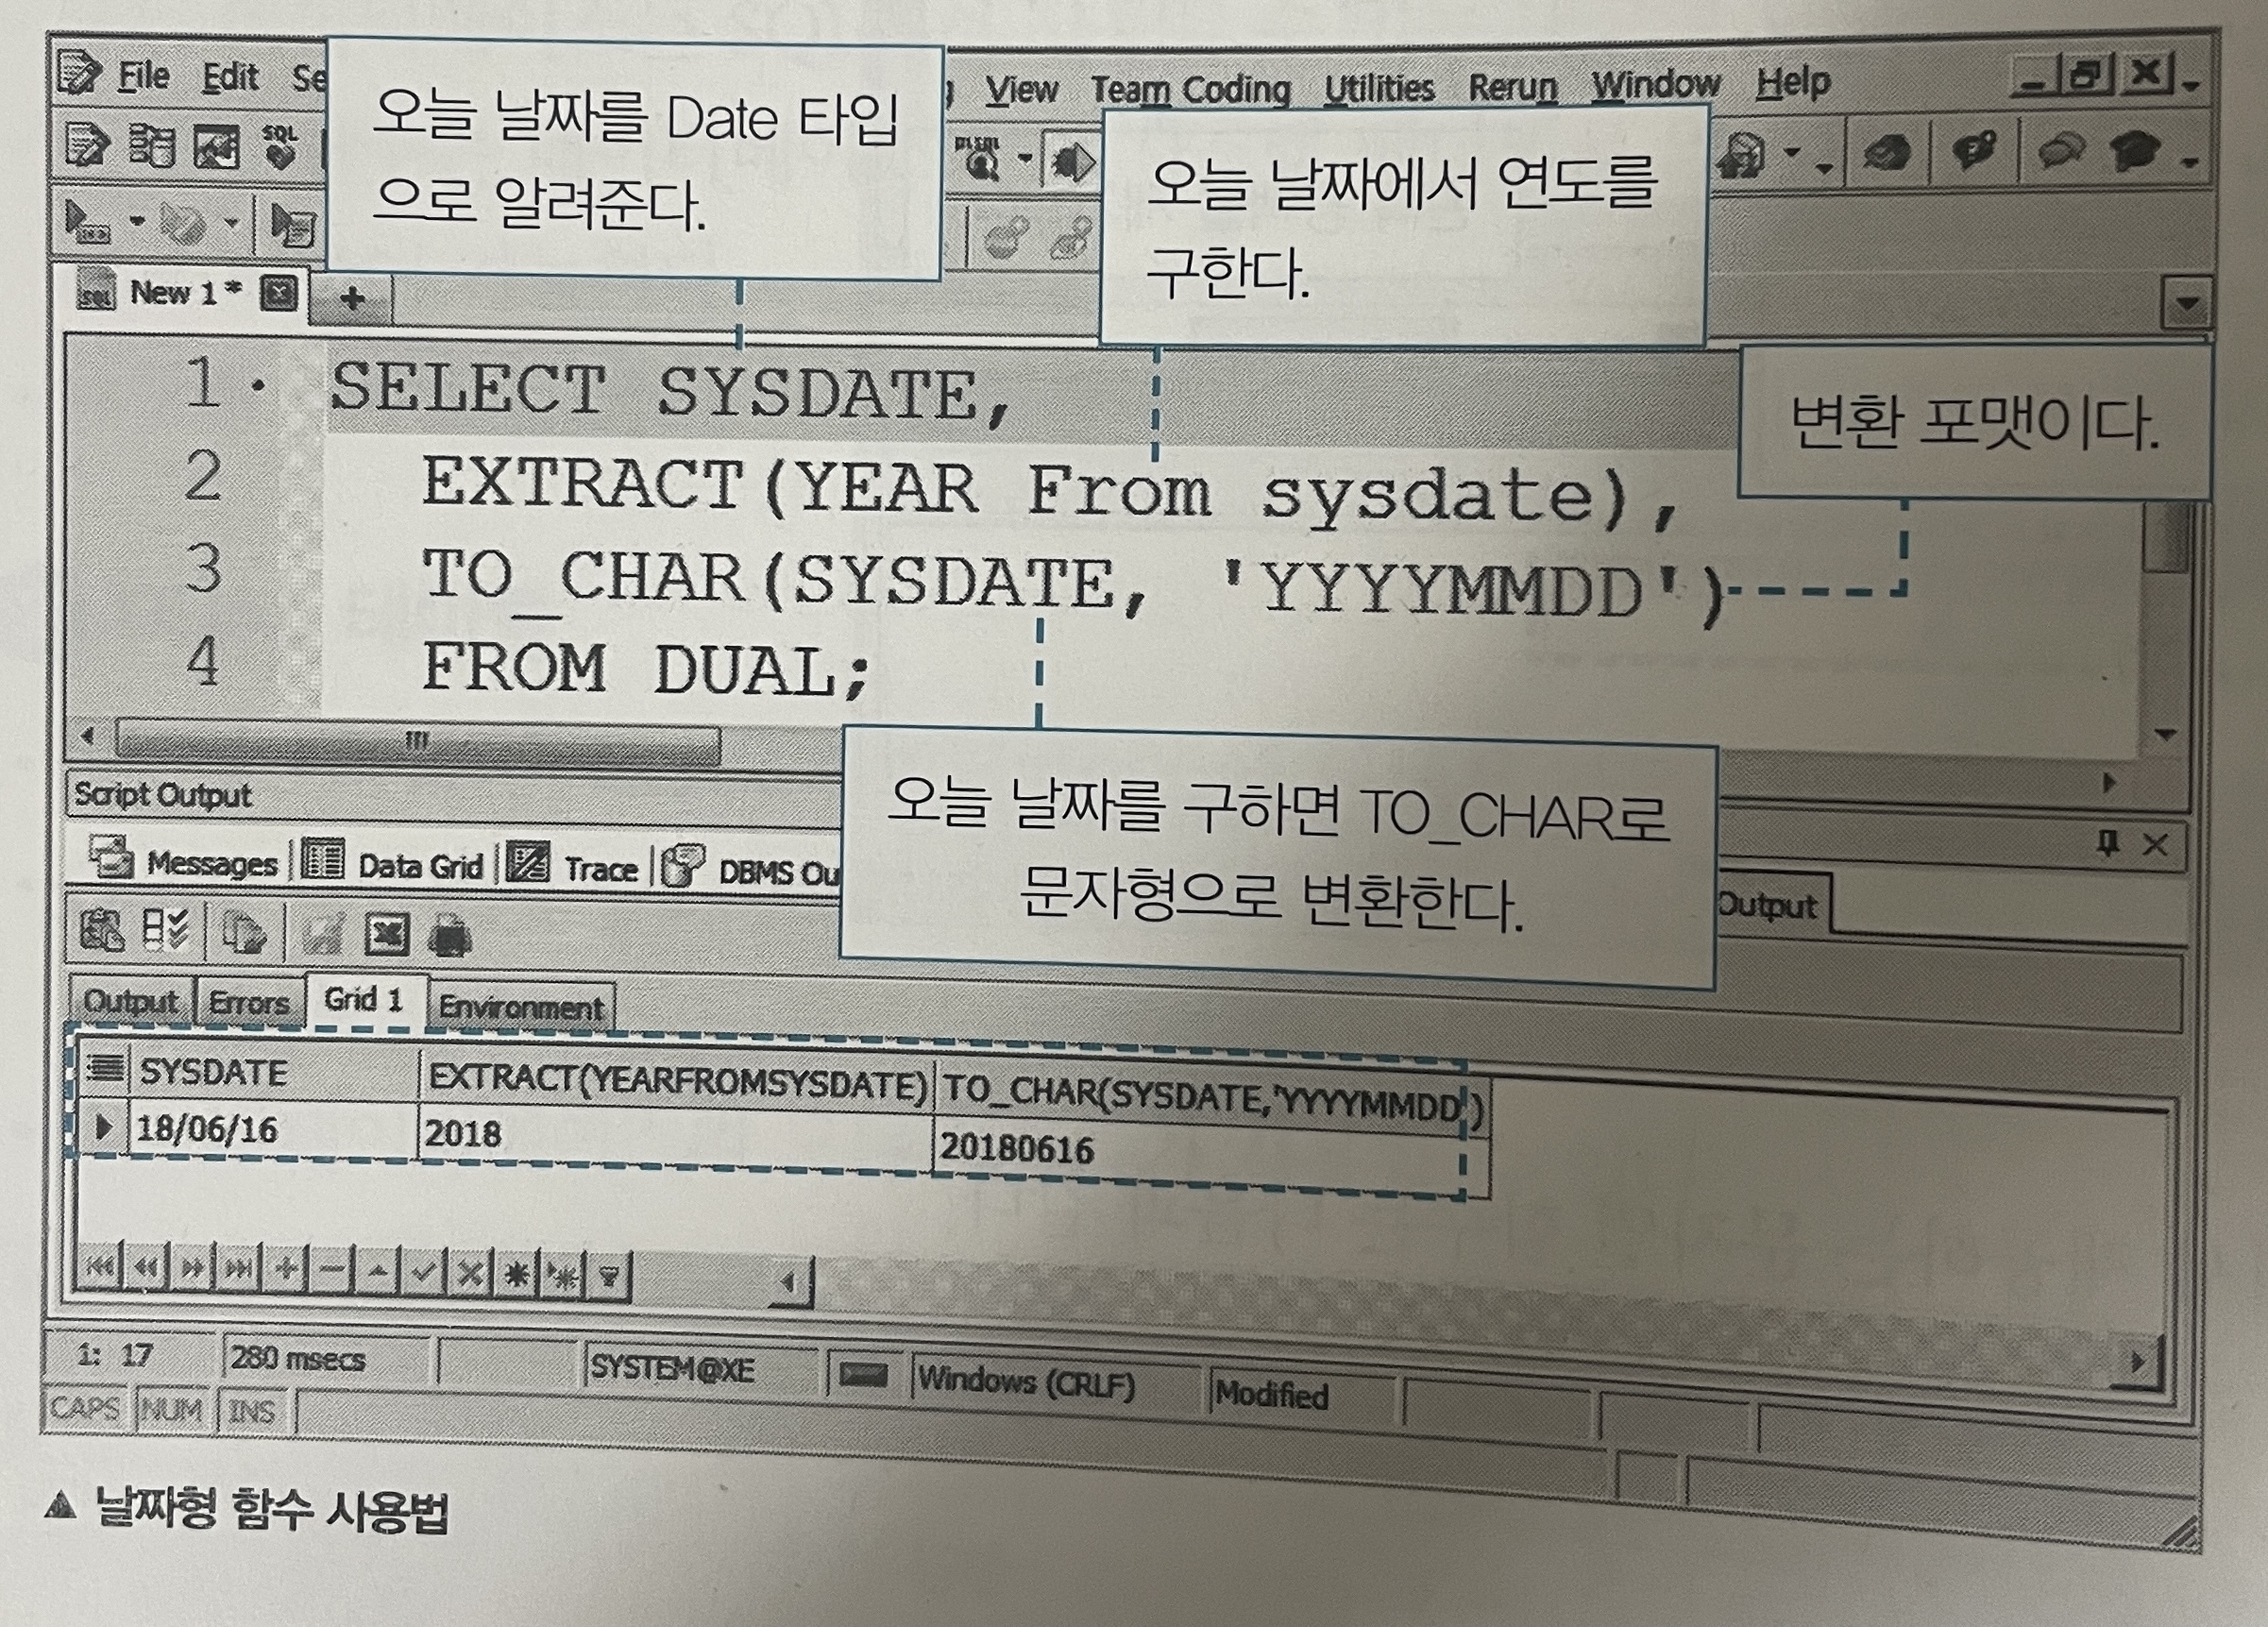 File Edit Se
View Team Coding Utilities Rerun Window Help
오늘 날짜를 Date 타입
으로 알려준다.
SQL
오늘 날짜에서 연도를
구한다.
SQL New 1 *
변환 포맷이다.
1 SELECT SYSDATE,
2 EXTRACT(YEAR From sysdate),
3 TO_CHAR(SYSDATE, 'YYYYMMDD')
4 FROM DUAL;
오늘 날짜를 구하면 TO_CHAR로
문자형으로 변환한다.
Script Output
Messages Data Grid Trace DBMS Ou
Output
Output Errors Grid 1 Environment
SYSDATE EXTRACT(YEARFROMSYSDATE) TO_CHAR(SYSDATE,'YYYYMMDD')
18/06/16 2018 20180616
1: 17 280 msecs SYSTEM@XE Windows (CRLF) Modified
CAPS NUM INS
▲ 날짜형 함수 사용법